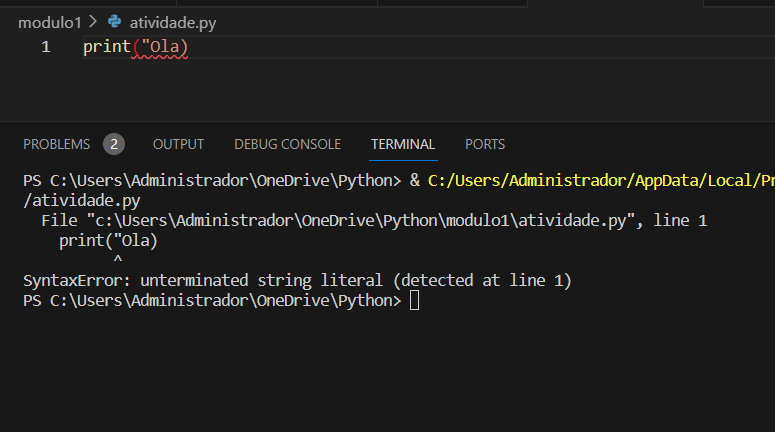 modulo1 > atividade.py
1 print("Ola)
PROBLEMS 2 OUTPUT DEBUG CONSOLE TERMINAL PORTS
PS C:\Users\Administrador\OneDrive\Python> & C:/Users/Administrador/AppData/Local/Pr
/atividade.py
  File "c:\Users\Administrador\OneDrive\Python\modulo1\atividade.py", line 1
    print("Ola)
          ^
SyntaxError: unterminated string literal (detected at line 1)
PS C:\Users\Administrador\OneDrive\Python>